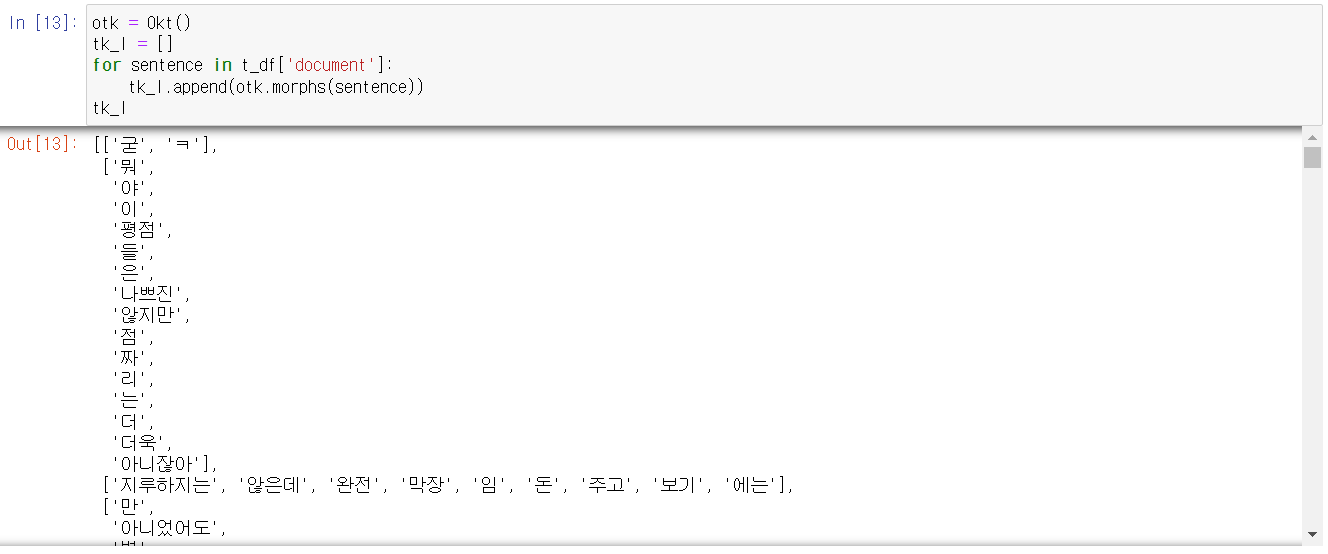 In [13]: otk = Okt()
tk_l = []
for sentence in t_df['document']:
    tk_l.append(otk.morphs(sentence))
tk_l
Out[13]: [['굳', 'ㅋ'],
['뭐',
'야',
'이',
'평점',
'들',
'은',
'나쁘진',
'않지만',
'점',
'짜',
'리',
'는',
'더',
'더욱',
'아니잖아'],
['지루하지는', '않은데', '완전', '막장', '임', '돈', '주고', '보기', '에는'],
['만',
'아니었어도',